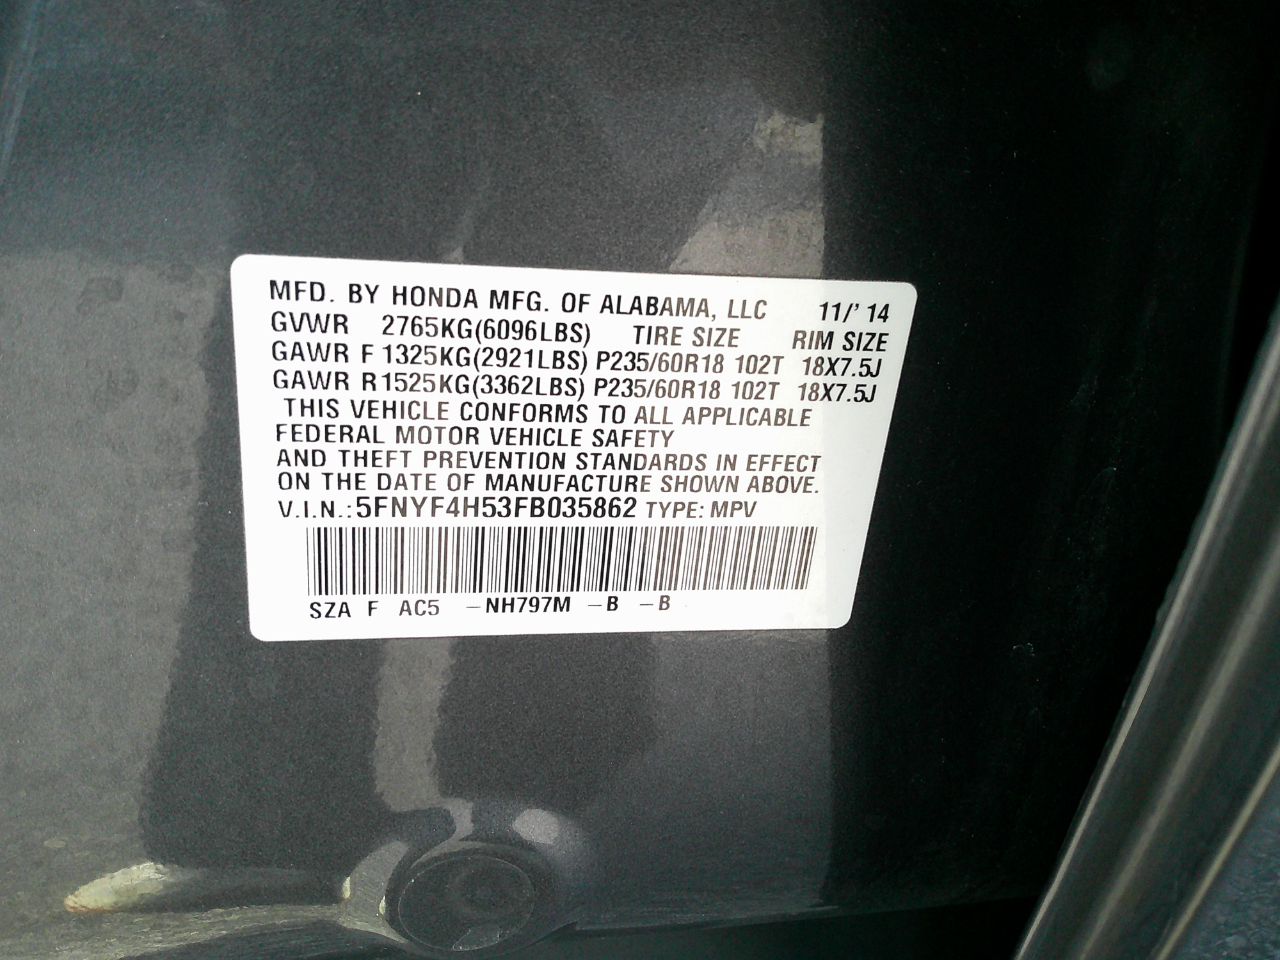 MFD. BY HONDA MFG. OF ALABAMA, LLC 11/' 14
GVWR 2765KG(6096LBS) TIRE SIZE RIM SIZE
GAWR F 1325KG(2921LBS) P235/60R18 102T 18X7.5J
GAWR R1525KG(3362LBS) P235/60R18 102T 18X7.5J
THIS VEHICLE CONFORMS TO ALL APPLICABLE
FEDERAL MOTOR VEHICLE SAFETY
AND THEFT PREVENTION STANDARDS IN EFFECT
ON THE DATE OF MANUFACTURE SHOWN ABOVE.
V.I.N.:5FNYF4H53FB035862 TYPE: MPV
SZA F AC5 –NH797M –B –B